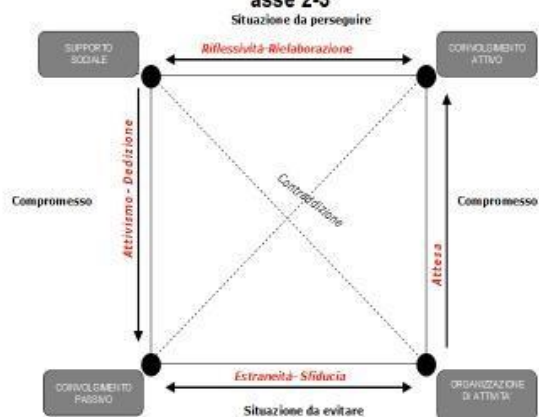 asse 2-3
Situazione da perseguire
SUPPORTO
SOCIALE
Riflessività-Rielaborazione
COINVOLGIMENTO
ATTIVO
Attivismo - Dedizione
Contraddizione
Compromesso
Compromesso
Attesa
COINVOLGIMENTO
PASSIVO
Estraneità- Sfiducia
ORGANIZZAZIONE
DI ATTIVITA'
Situazione da evitare